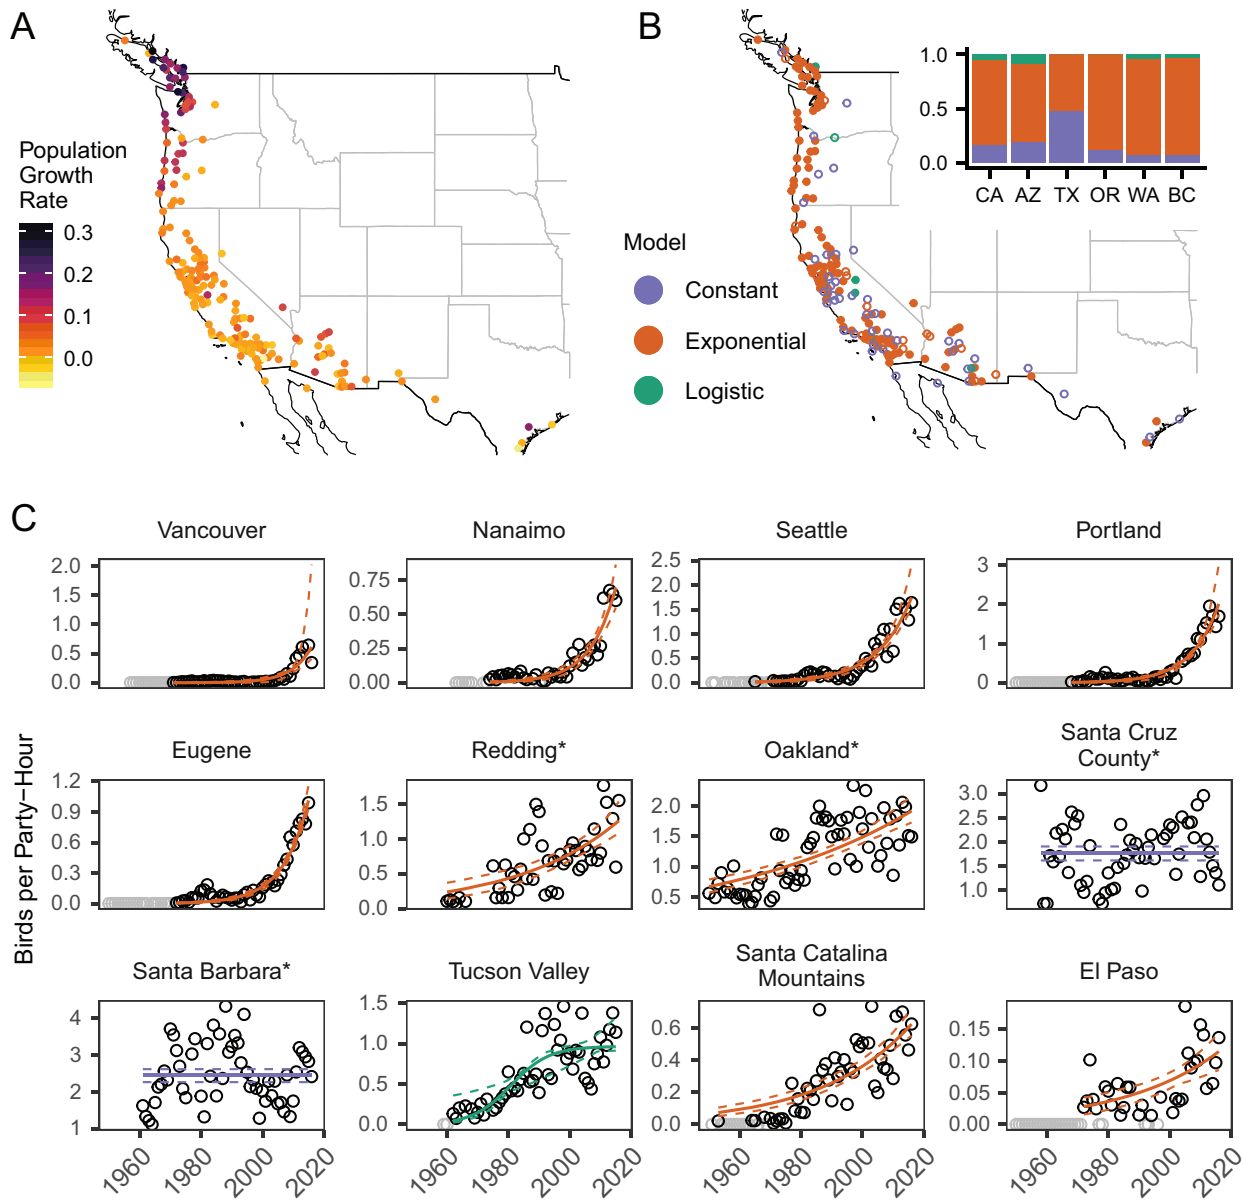 A
B
Population
Growth
Rate
0.3
0.2
0.1
0.0
1.0
0.5
0.0
CA AZ TX OR WA BC
Model
Constant
Exponential
Logistic
C
Birds per Party−Hour
Vancouver
2.0
1.5
1.0
0.5
0.0
Nanaimo
0.75
0.50
0.25
0.00
Seattle
2.5
2.0
1.5
1.0
0.5
0.0
Portland
3
2
1
0
Eugene
1.2
0.9
0.6
0.3
0.0
Redding*
1.5
1.0
0.5
0.0
Oakland*
2.0
1.5
1.0
0.5
Santa Cruz
County*
3.0
2.5
2.0
1.5
1.0
Santa Barbara*
4
3
2
1
1960 1980 2000 2020
Tucson Valley
1.5
1.0
0.5
0.0
1960 1980 2000 2020
Santa Catalina
Mountains
0.6
0.4
0.2
0.0
1960 1980 2000 2020
El Paso
0.15
0.10
0.05
0.00
1960 1980 2000 2020